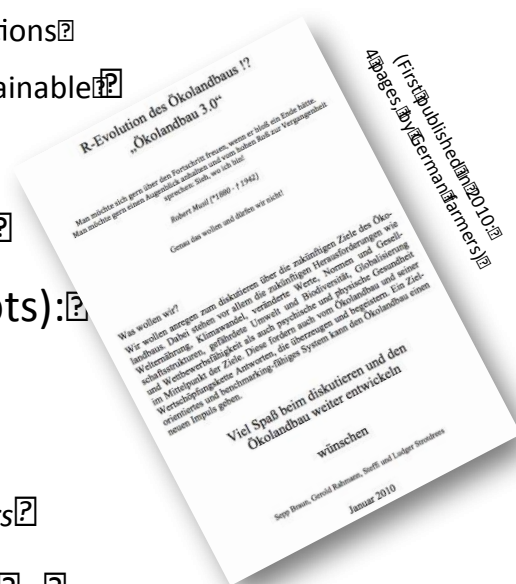 ions
ainable
ots):
s
R-Evolution des Ökolandbaus !?
„Ökolandbau 3.0“
Man möchte sich gern über den Fortschritt freuen, wenn er bloß ein Ende hätte.
Man möchte gern einen Augenblick anhalten und vom hohen Roß zur Vergangenheit
sprechen: Sieh, wo ich bin!
Robert Musil (*1880 - † 1942)
Genau das wollen und dürfen wir nicht!
Was wollen wir?
Wir wollen anregen zum diskutieren über die zukünftigen Ziele des Öko-
landbaus. Dabei stehen vor allem die zukünftigen Herausforderungen wie
Welternährung, Klimawandel, veränderte Werte, Normen und Gesell-
schaftsstrukturen, gefährdete Umwelt und Biodiversität, Globalisierung
und Wettbewerbsfähigkeit als auch psychische und physische Gesundheit
im Mittelpunkt der Ziele. Diese fordern auch vom Ökolandbau und seiner
Wertschöpfungskette Antworten, die überzeugen und begeistern. Ein Ziel-
orientiertes und benchmarking-fähiges System kann den Ökolandbau einen
neuen Impuls geben.
Viel Spaß beim diskutieren und den
Ökolandbau weiter entwickeln
wünschen
Sepp Braun, Gerold Rahmann, Steffi und Ludger Strotdrees
Januar 2010
(First published in 2010:
4 pages, by German farmers)